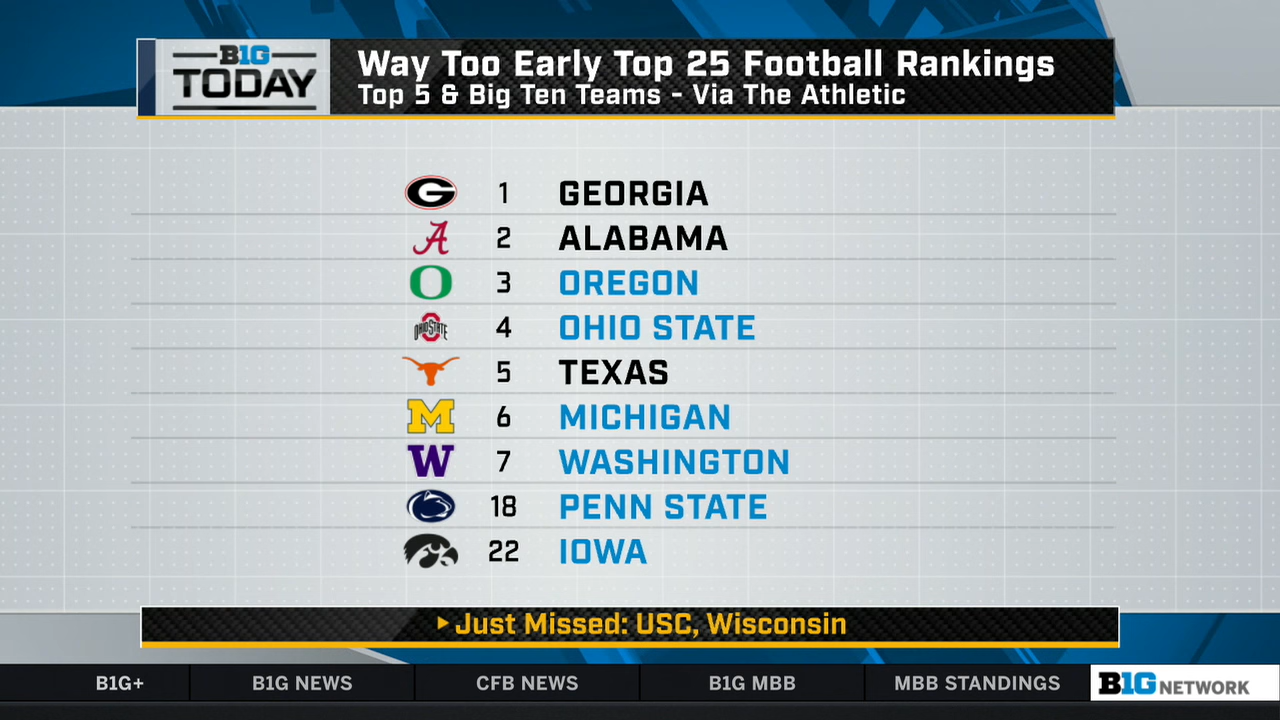 B1G
TODAY
Way Too Early Top 25 Football Rankings
Top 5 & Big Ten Teams - Via The Athletic
G 1 GEORGIA
A 2 ALABAMA
O 3 OREGON
OHIO STATE 4 OHIO STATE
5 TEXAS
M 6 MICHIGAN
W 7 WASHINGTON
18 PENN STATE
22 IOWA
Just Missed: USC, Wisconsin
B1G+ B1G NEWS CFB NEWS B1G MBB MBB STANDINGS B1G NETWORK